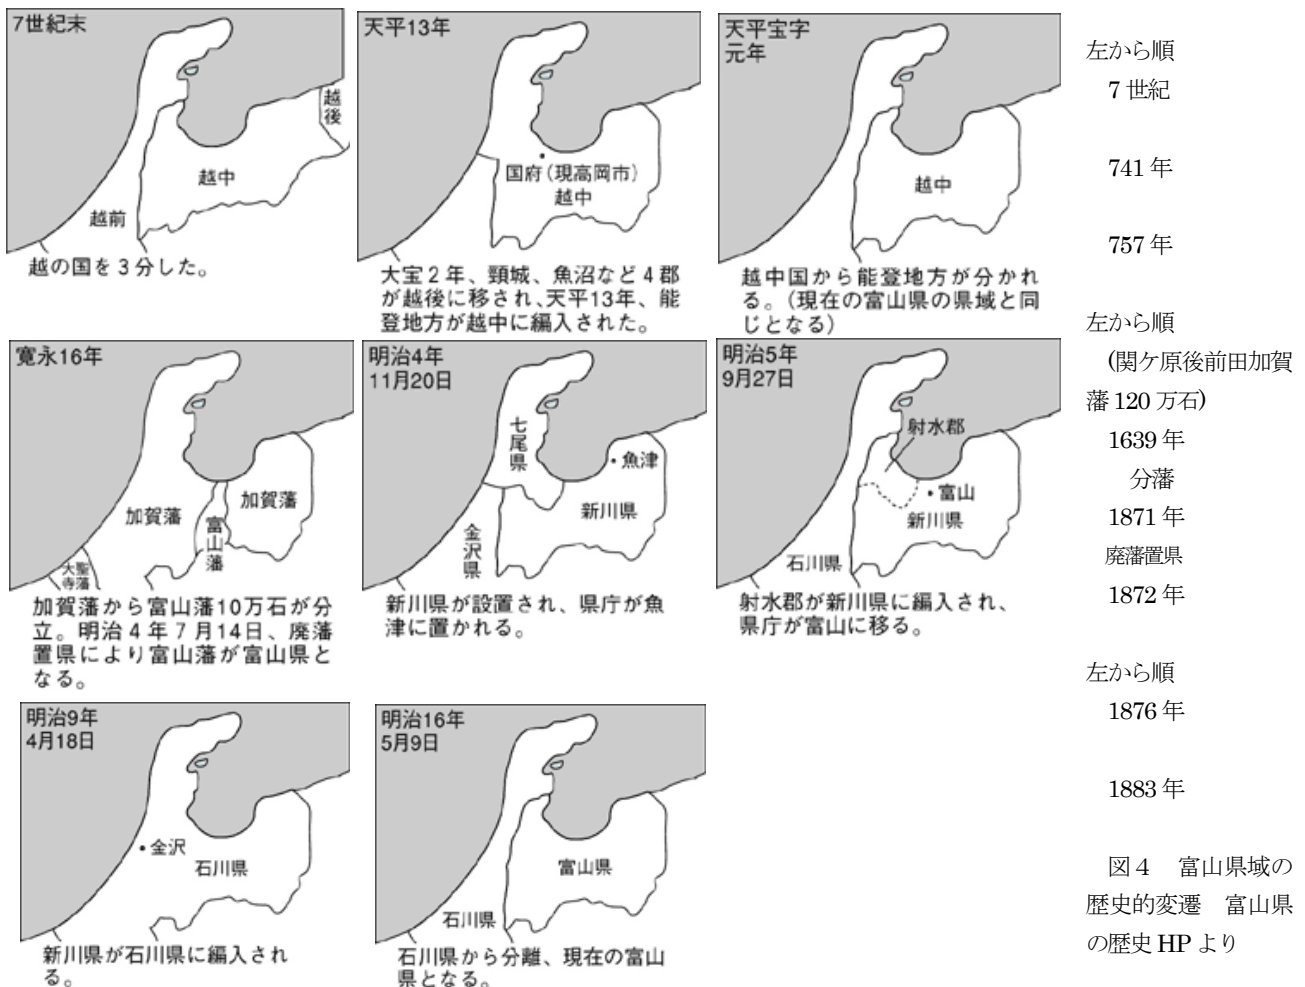 7世紀末
越後
越中
越前
越の国を3分した。
天平13年
国府(現高岡市)
越中
大宝2年、頸城、魚沼など4郡
が越後に移され、天平13年、能
登地方が越中に編入された。
天平宝字
元年
越中
越中国から能登地方が分かれ
る。(現在の富山県の県域と同
じとなる)
左から順
7世紀
741年
757年
寛永16年
加賀藩
富山藩
加賀藩
大聖
寺藩
加賀藩から富山藩10万石が分
立。明治4年7月14日、廃藩
置県により富山藩が富山県と
なる。
明治4年
11月20日
七尾県
・魚津
新川県
金沢県
新川県が設置され、県庁が魚
津に置かれる。
明治5年
9月27日
射水郡
・富山
新川県
石川県
射水郡が新川県に編入され、
県庁が富山に移る。
左から順
(関ケ原後前田加賀
藩120万石)
1639年
分藩
1871年
廃藩置県
1872年
明治9年
4月18日
・金沢
石川県
新川県が石川県に編入され
る。
明治16年
5月9日
富山県
石川県
石川県から分離、現在の富山
県となる。
左から順
1876年
1883年
図4 富山県域の
歴史的変遷 富山県
の歴史HPより